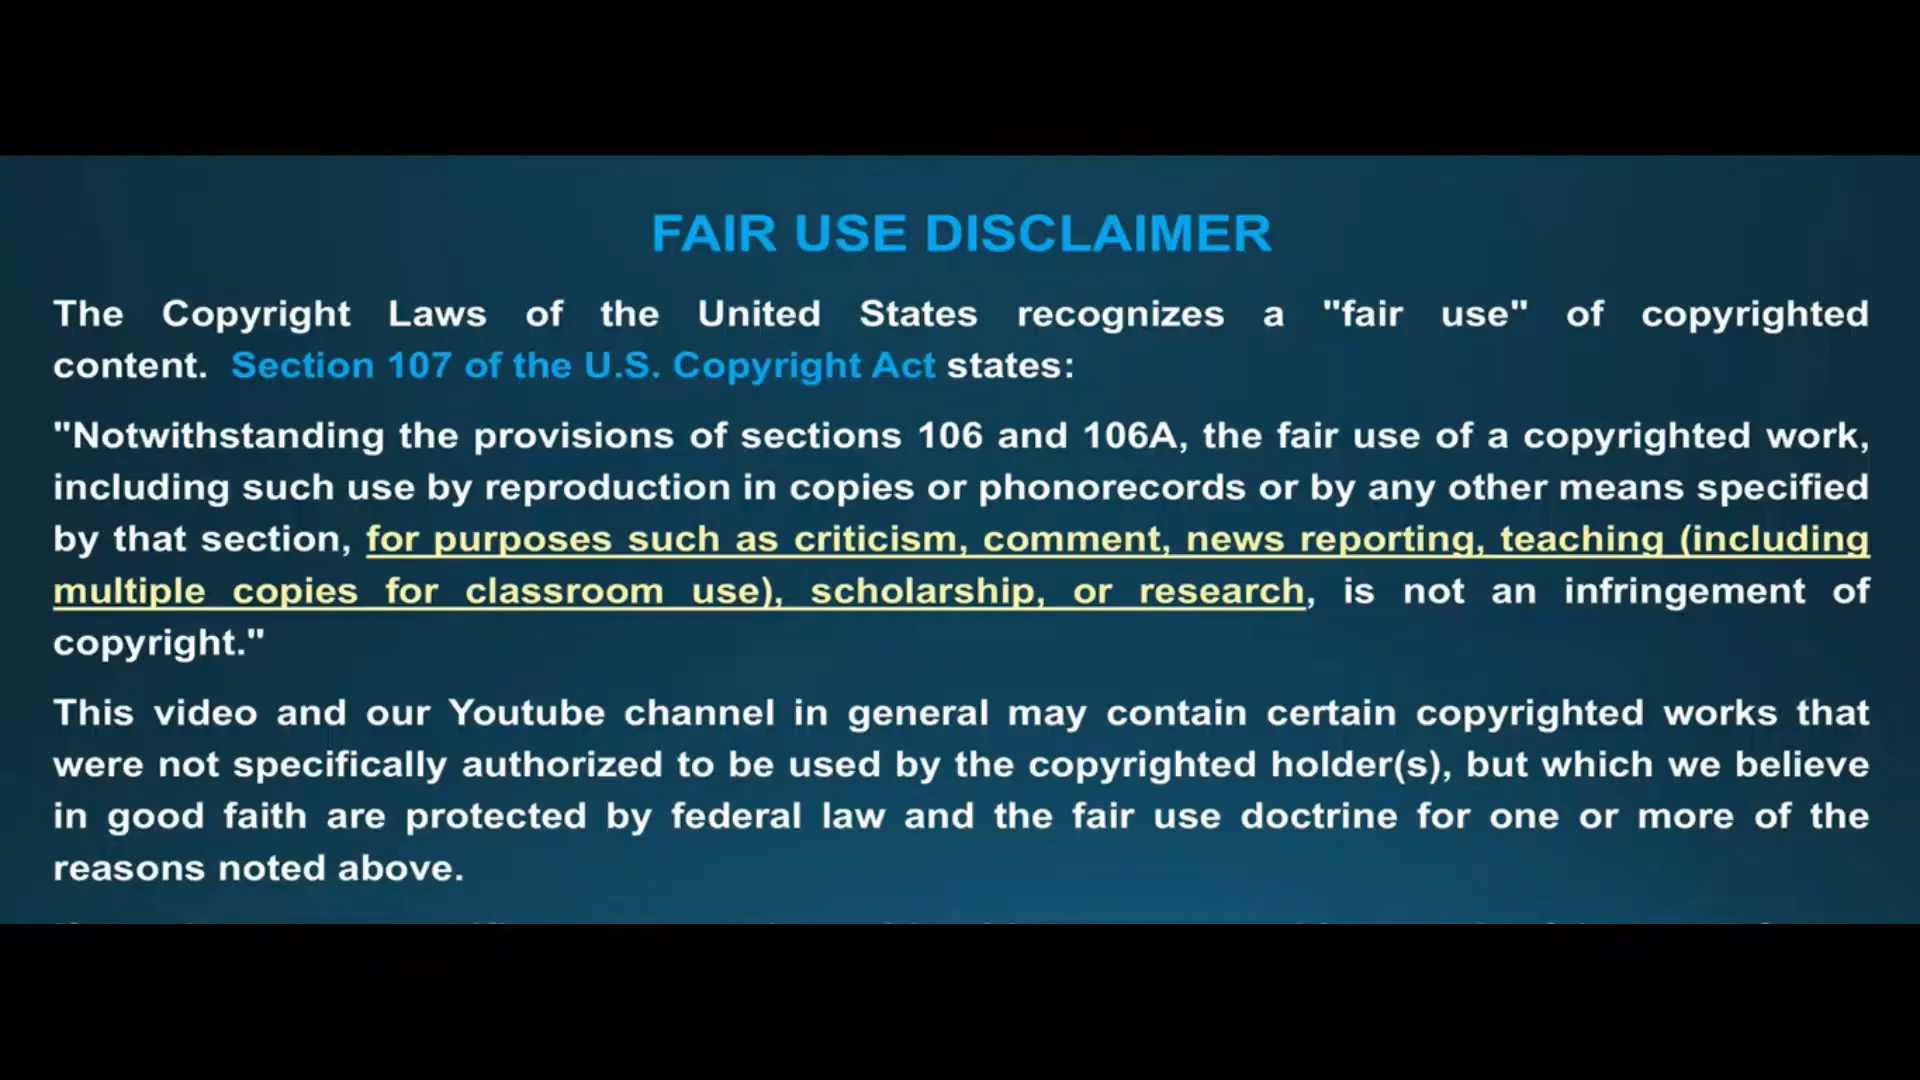 FAIR USE DISCLAIMER
The Copyright Laws of the United States recognizes a "fair use" of copyrighted
content. Section 107 of the U.S. Copyright Act states:
"Notwithstanding the provisions of sections 106 and 106A, the fair use of a copyrighted work,
including such use by reproduction in copies or phonorecords or by any other means specified
by that section, for purposes such as criticism, comment, news reporting, teaching (including
multiple copies for classroom use), scholarship, or research, is not an infringement of
copyright."
This video and our Youtube channel in general may contain certain copyrighted works that
were not specifically authorized to be used by the copyrighted holder(s), but which we believe
in good faith are protected by federal law and the fair use doctrine for one or more of the
reasons noted above.